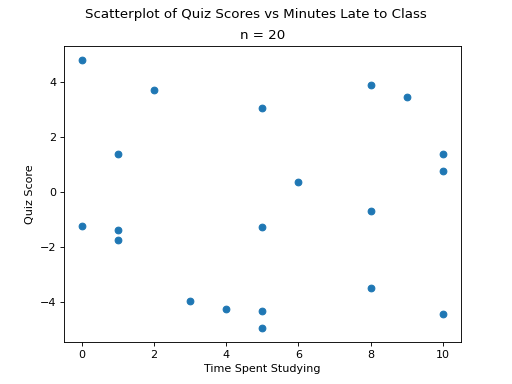 Scatterplot of Quiz Scores vs Minutes Late to Class
n = 20
4
2
0
−2
−4
Quiz Score
0 2 4 6 8 10
Time Spent Studying